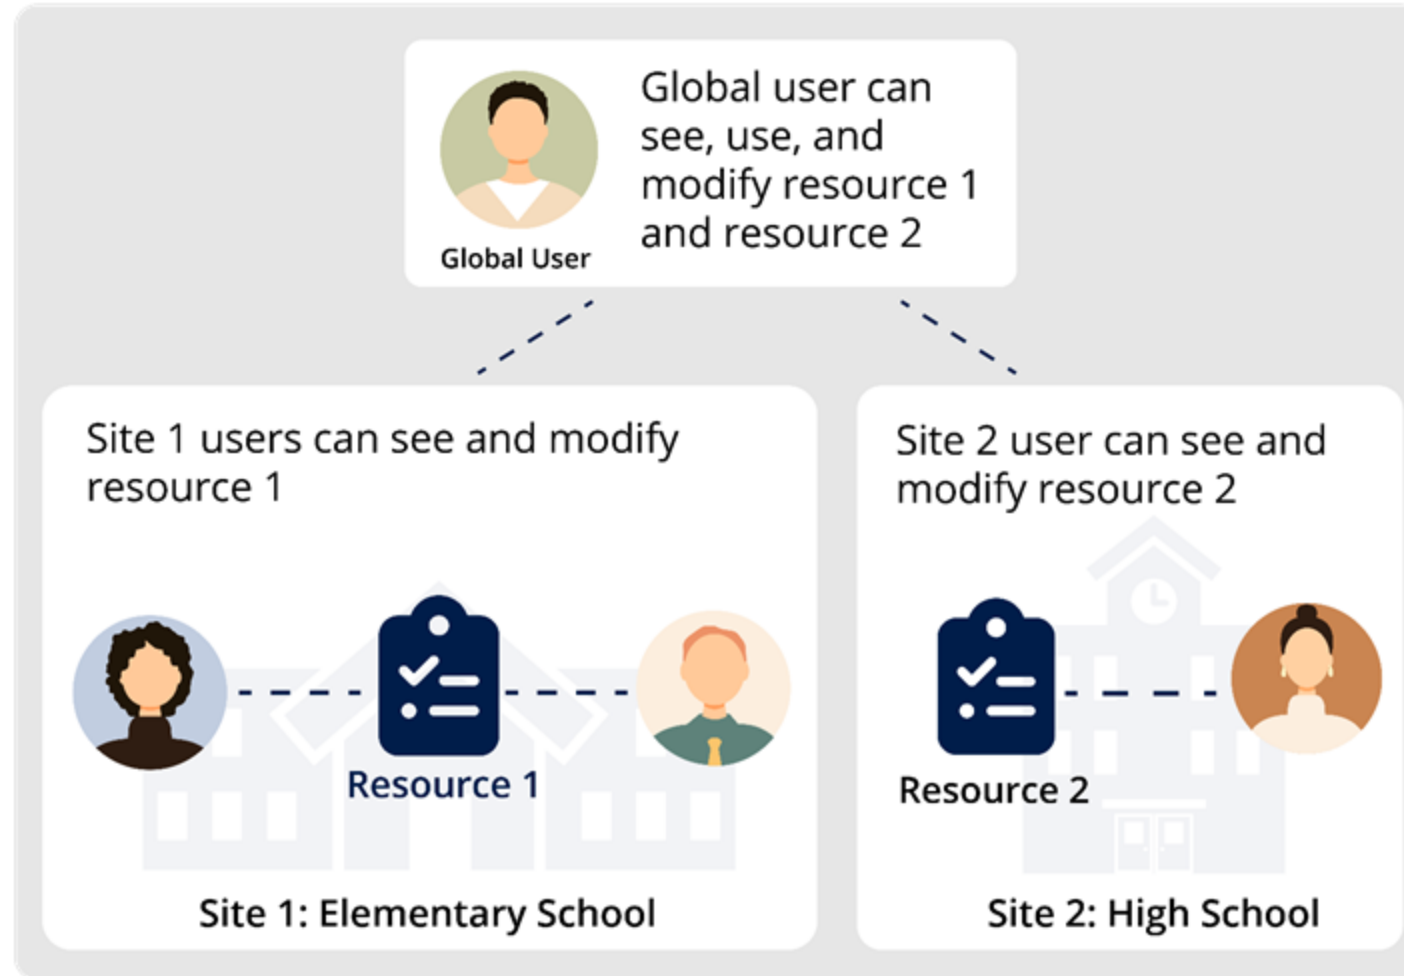 Global user can
see, use, and
modify resource 1
and resource 2
Global User
Site 1 users can see and modify
resource 1
Resource 1
Site 1: Elementary School
Site 2 user can see and
modify resource 2
Resource 2
Site 2: High School